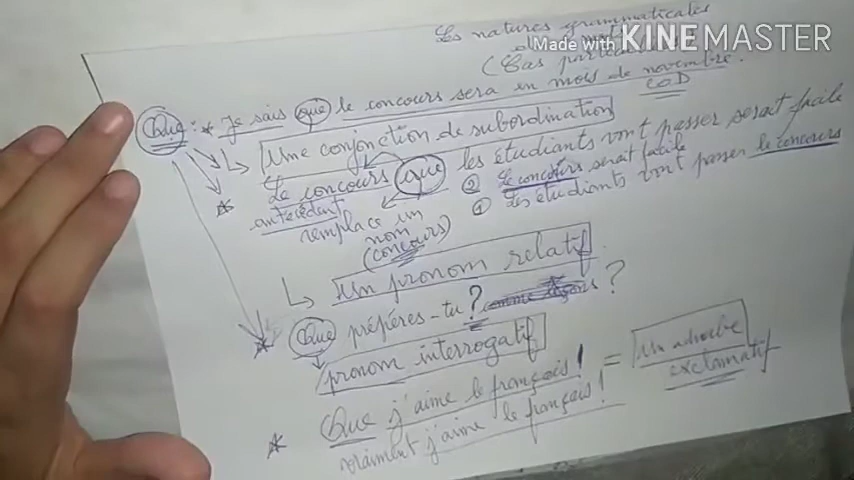 Les natures grammaticales
Made with KINEMASTER
(Cas particuliers
Que : * Je sais que le concours sera en mois de novembre.
COD
Une conjonction de subordination
Le concours que les étudiants vont passer serait facile
antécédent
② Le concours serait facile
① Les étudiants vont passer le concours
remplace un
nom
(concours)
Un pronom relatif
* Que préféres-tu ? ?
pronom interrogatif
* Que j'aime le françois ! = Un adverbe
exclamatif
vraiment j'aime le français !